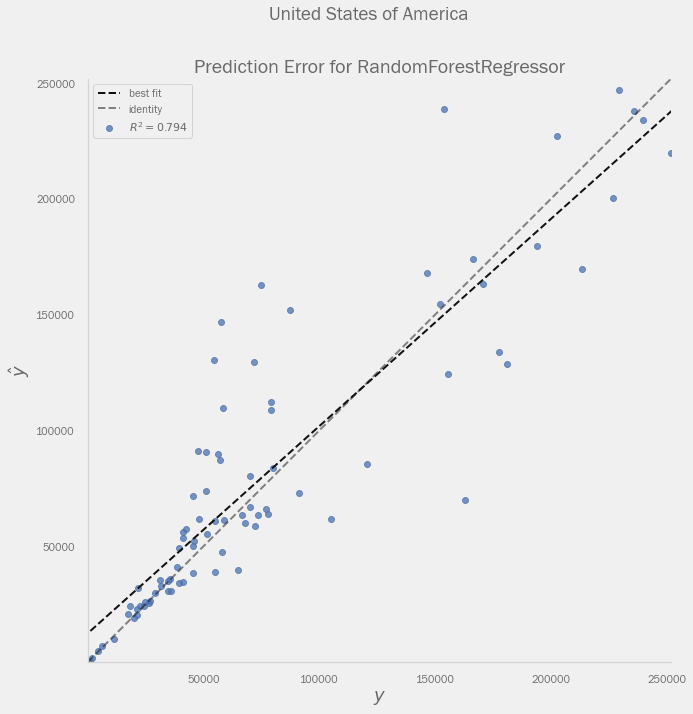 United States of America
Prediction Error for RandomForestRegressor
best fit
identity
R² = 0.794
250000
200000
150000
100000
50000
ŷ
50000
100000
150000
200000
250000
y